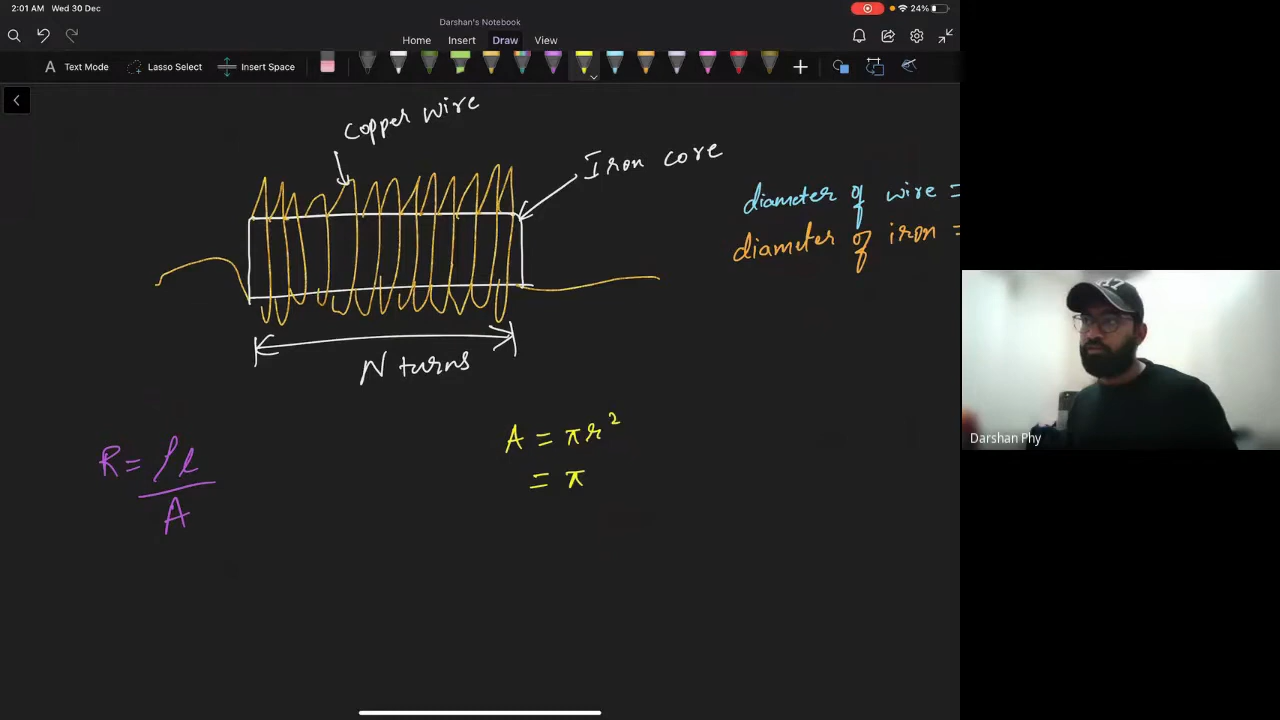 2:01 AM Wed 30 Dec
24%
Darshan's Notebook
Home Insert Draw View
Text Mode Lasso Select Insert Space
Copper wire
Iron core
diameter of wire =
diameter of iron =
N turns
A = πr²
= π
R = ρl
A
Darshan Phy